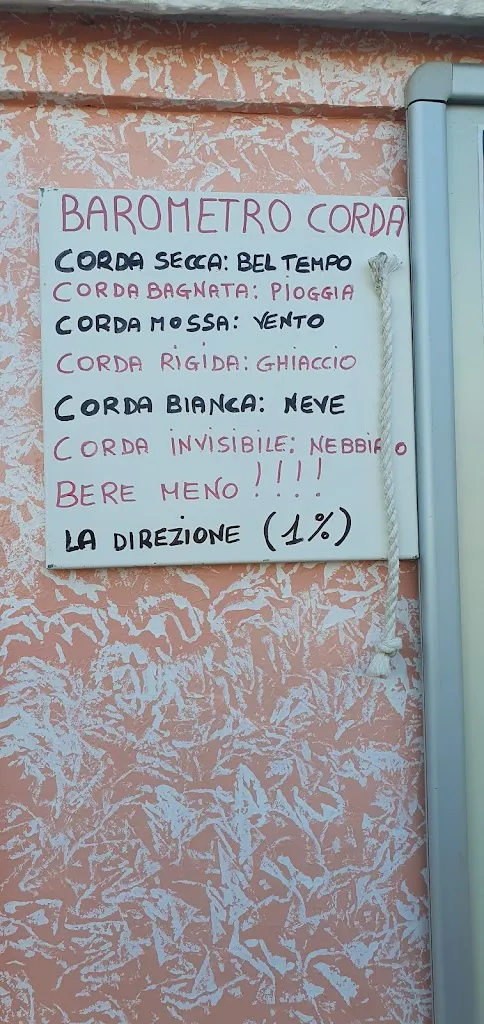 BAROMETRO CORDA
CORDA SECCA: BEL TEMPO
CORDA BAGNATA: PIOGGIA
CORDA MOSSA: VENTO
CORDA RIGIDA: GHIACCIO
CORDA BIANCA: NEVE
CORDA INVISIBILE: NEBBIA O
BERE MENO !!!!
LA DIREZIONE (1%)